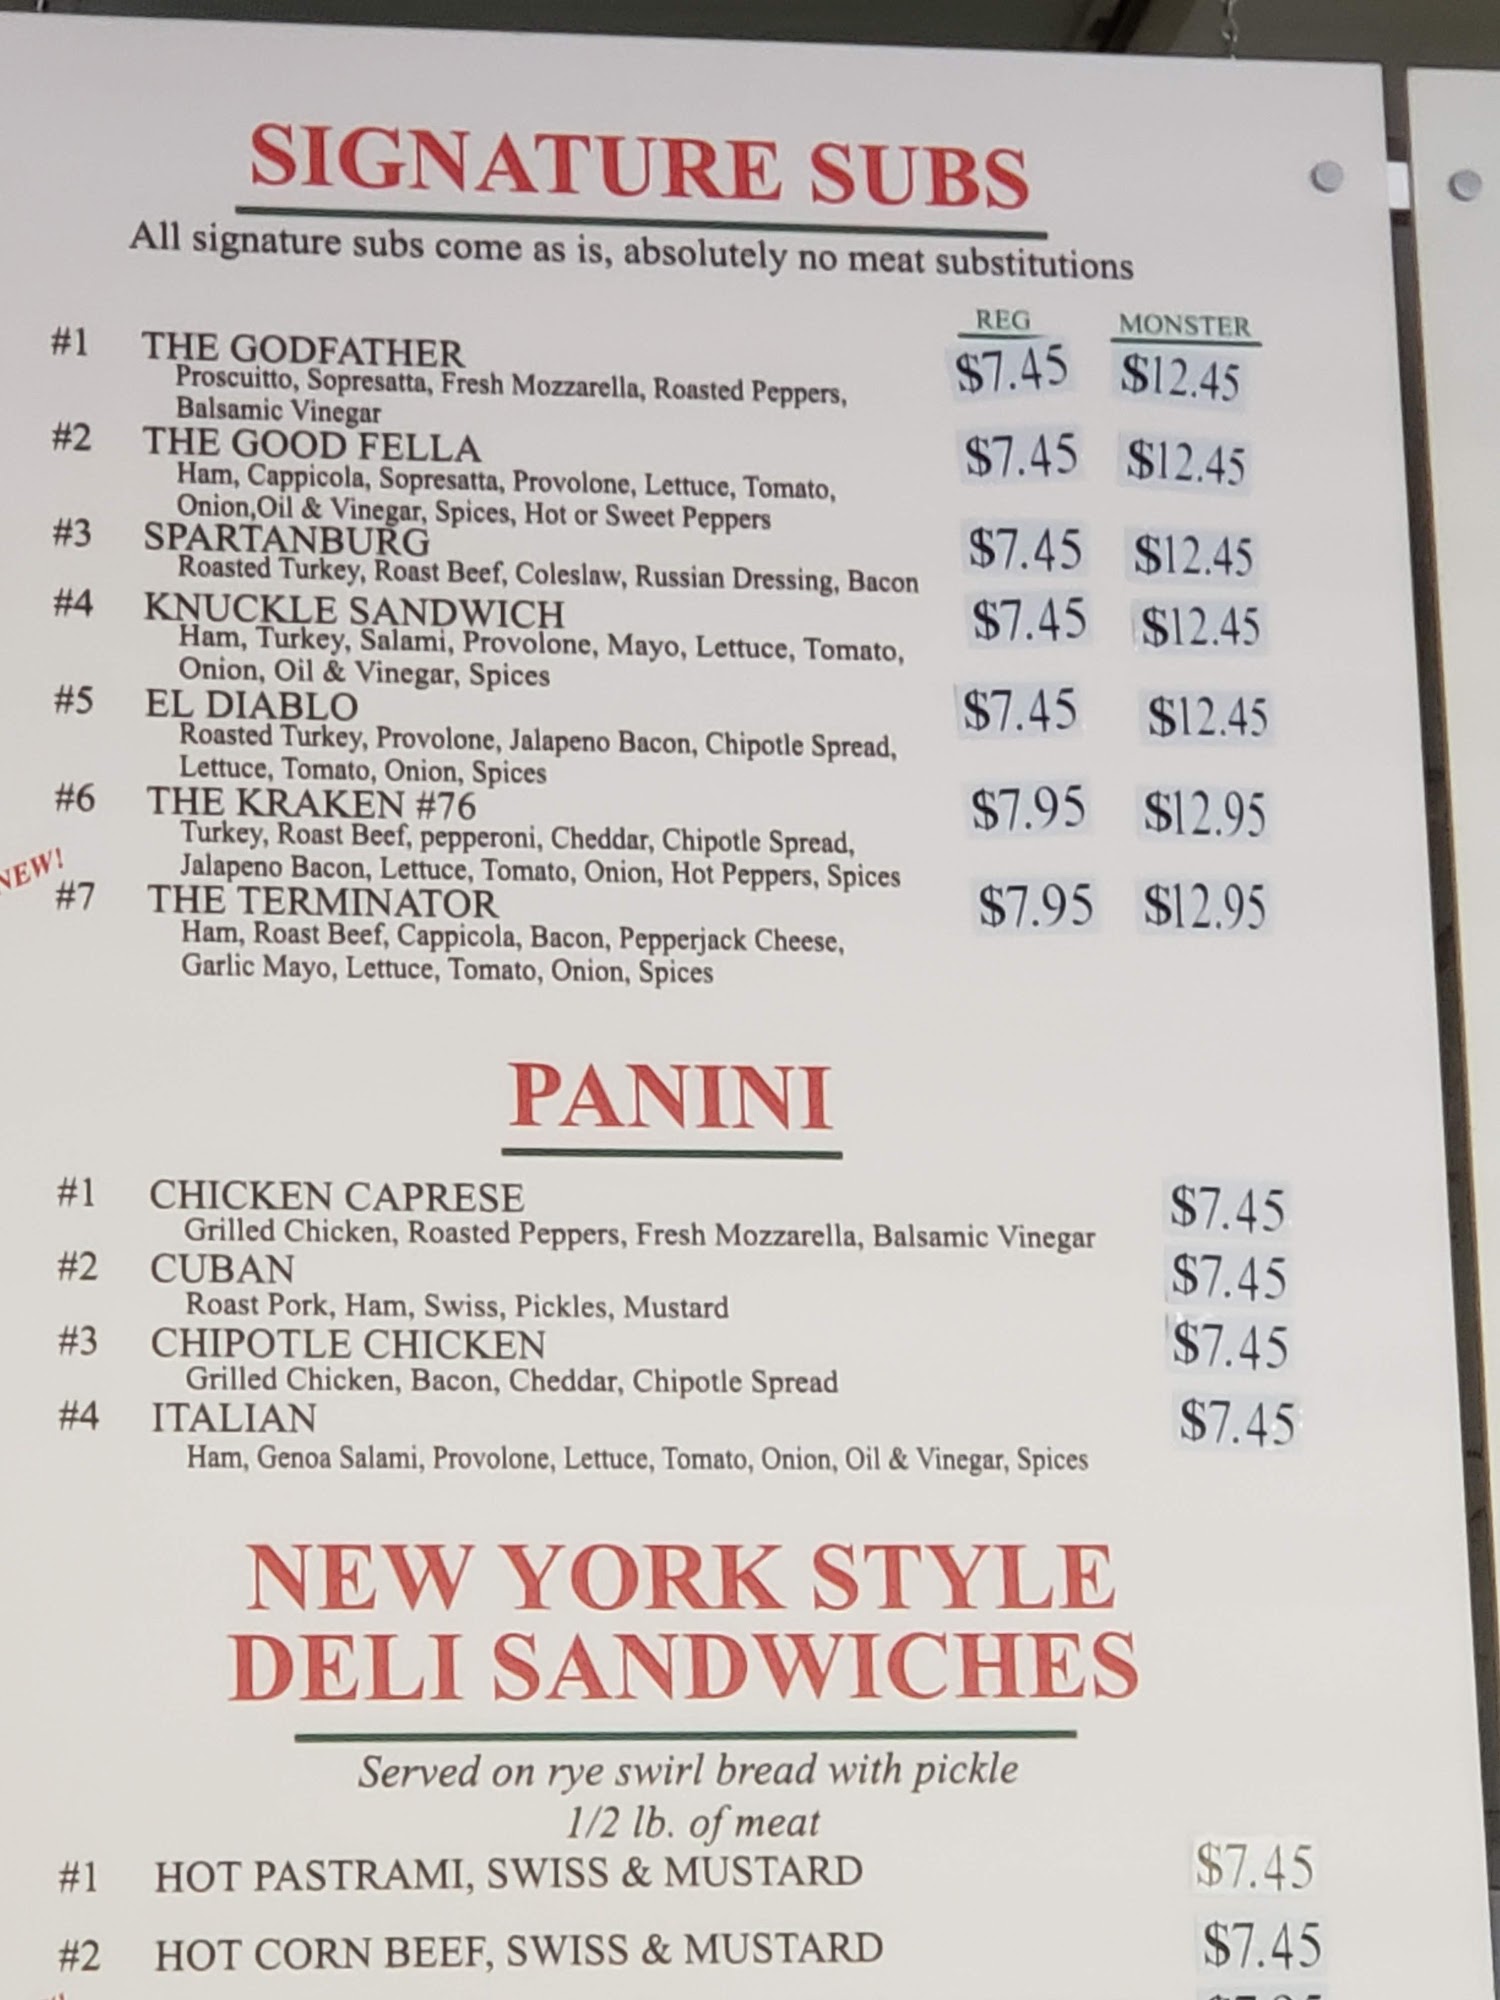 SIGNATURE SUBS
All signature subs come as is, absolutely no meat substitutions
REG MONSTER
#1 THE GODFATHER $7.45 $12.45
Proscuitto, Sopresatta, Fresh Mozzarella, Roasted Peppers,
Balsamic Vinegar
#2 THE GOOD FELLA $7.45 $12.45
Ham, Cappicola, Sopresatta, Provolone, Lettuce, Tomato,
Onion,Oil & Vinegar, Spices, Hot or Sweet Peppers
#3 SPARTANBURG $7.45 $12.45
Roasted Turkey, Roast Beef, Coleslaw, Russian Dressing, Bacon
#4 KNUCKLE SANDWICH $7.45 $12.45
Ham, Turkey, Salami, Provolone, Mayo, Lettuce, Tomato,
Onion, Oil & Vinegar, Spices
#5 EL DIABLO $7.45 $12.45
Roasted Turkey, Provolone, Jalapeno Bacon, Chipotle Spread,
Lettuce, Tomato, Onion, Spices
#6 THE KRAKEN #76 $7.95 $12.95
Turkey, Roast Beef, pepperoni, Cheddar, Chipotle Spread,
Jalapeno Bacon, Lettuce, Tomato, Onion, Hot Peppers, Spices
NEW!
#7 THE TERMINATOR $7.95 $12.95
Ham, Roast Beef, Cappicola, Bacon, Pepperjack Cheese,
Garlic Mayo, Lettuce, Tomato, Onion, Spices
PANINI
#1 CHICKEN CAPRESE $7.45
Grilled Chicken, Roasted Peppers, Fresh Mozzarella, Balsamic Vinegar
#2 CUBAN $7.45
Roast Pork, Ham, Swiss, Pickles, Mustard
#3 CHIPOTLE CHICKEN $7.45
Grilled Chicken, Bacon, Cheddar, Chipotle Spread
#4 ITALIAN $7.45
Ham, Genoa Salami, Provolone, Lettuce, Tomato, Onion, Oil & Vinegar, Spices
NEW YORK STYLE
DELI SANDWICHES
Served on rye swirl bread with pickle
1/2 lb. of meat
#1 HOT PASTRAMI, SWISS & MUSTARD $7.45
#2 HOT CORN BEEF, SWISS & MUSTARD $7.45